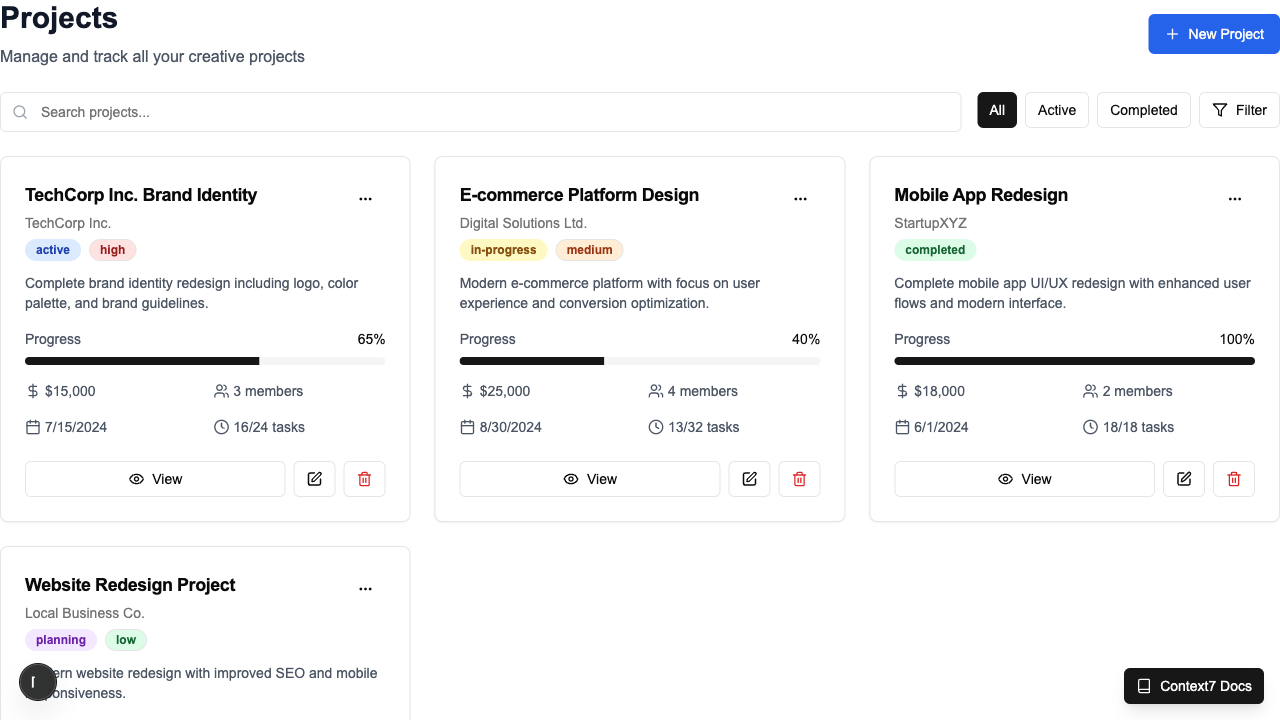 Projects
Manage and track all your creative projects
New Project
Search projects...
All
Active
Completed
Filter
TechCorp Inc. Brand Identity
...
TechCorp Inc.
active
high
Complete brand identity redesign including logo, color
palette, and brand guidelines.
Progress
65%
$15,000
3 members
7/15/2024
16/24 tasks
View
E-commerce Platform Design
...
Digital Solutions Ltd.
in-progress
medium
Modern e-commerce platform with focus on user
experience and conversion optimization.
Progress
40%
$25,000
4 members
8/30/2024
13/32 tasks
View
Mobile App Redesign
...
StartupXYZ
completed
Complete mobile app UI/UX redesign with enhanced user
flows and modern interface.
Progress
100%
$18,000
2 members
6/1/2024
18/18 tasks
View
Website Redesign Project
...
Local Business Co.
planning
low
website redesign with improved SEO and mobile
Context7 Docs